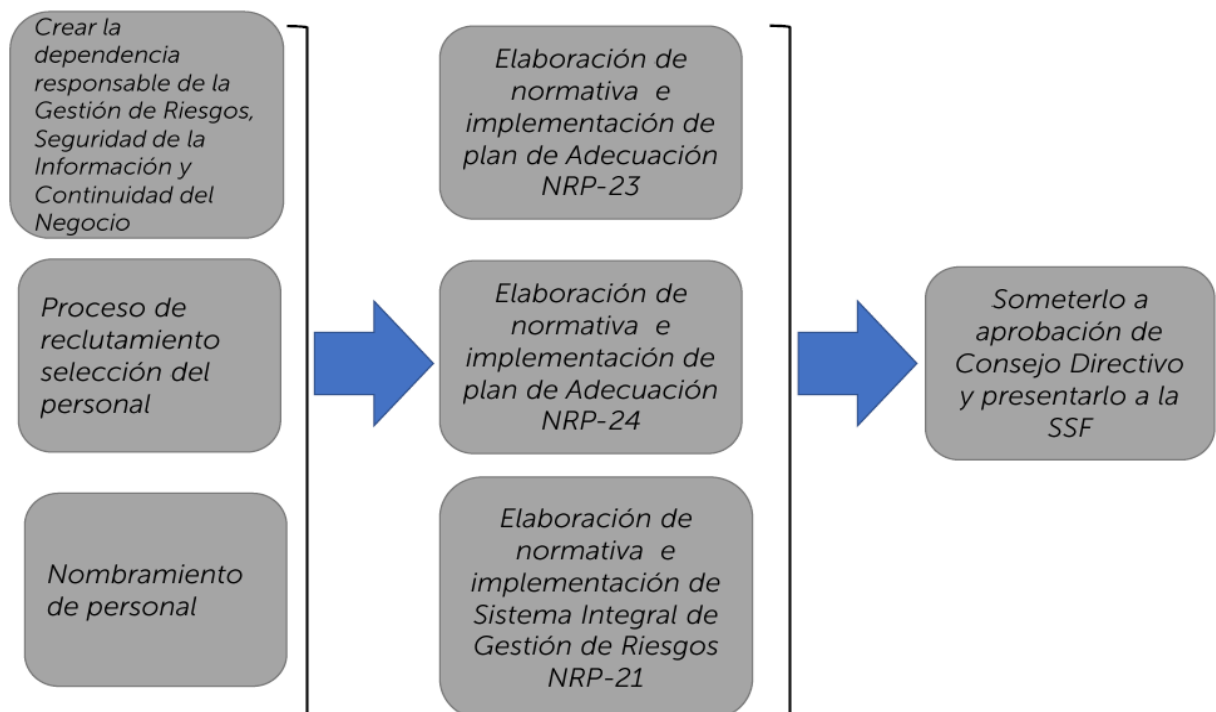 Crear la
dependencia
responsable de la
Gestión de Riesgos,
Seguridad de la
Información y
Continuidad del
Negocio
Proceso de
reclutamiento
selección del
personal
Nombramiento
de personal
Elaboración de
normativa e
implementación de
plan de Adecuación
NRP-23
Elaboración de
normativa e
implementación de
plan de Adecuación
NRP-24
Elaboración de
normativa e
implementación de
Sistema Integral de
Gestión de Riesgos
NRP-21
Someterlo a
aprobación de
Consejo Directivo
y presentarlo a la
SSF